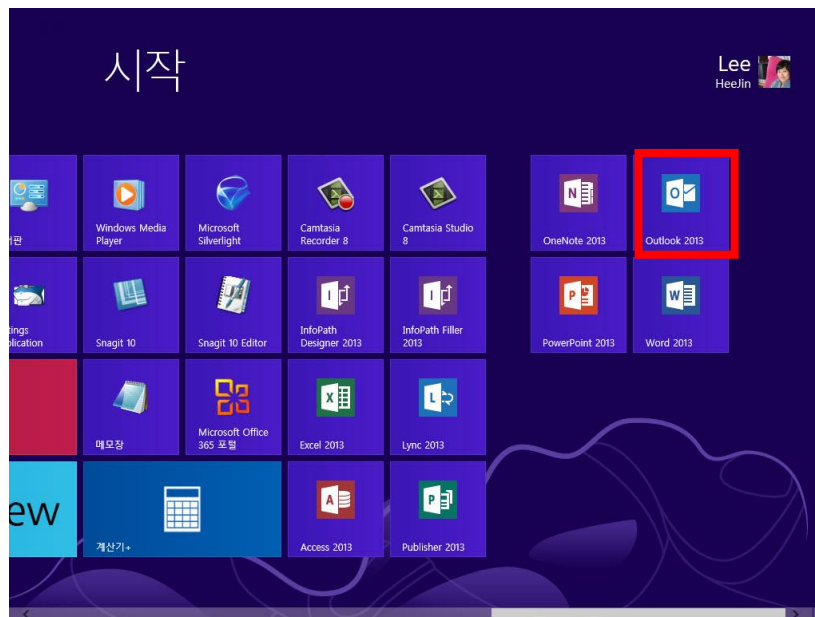 시작
Lee
HeeJin
Windows Media
Player
Microsoft
Silverlight
Camtasia
Recorder 8
Camtasia Studio
8
OneNote 2013
Outlook 2013
Snagit 10
Snagit 10 Editor
InfoPath
Designer 2013
InfoPath Filler
2013
PowerPoint 2013
Word 2013
메모장
Microsoft Office
365 포털
Excel 2013
Lync 2013
ew
계산기+
Access 2013
Publisher 2013